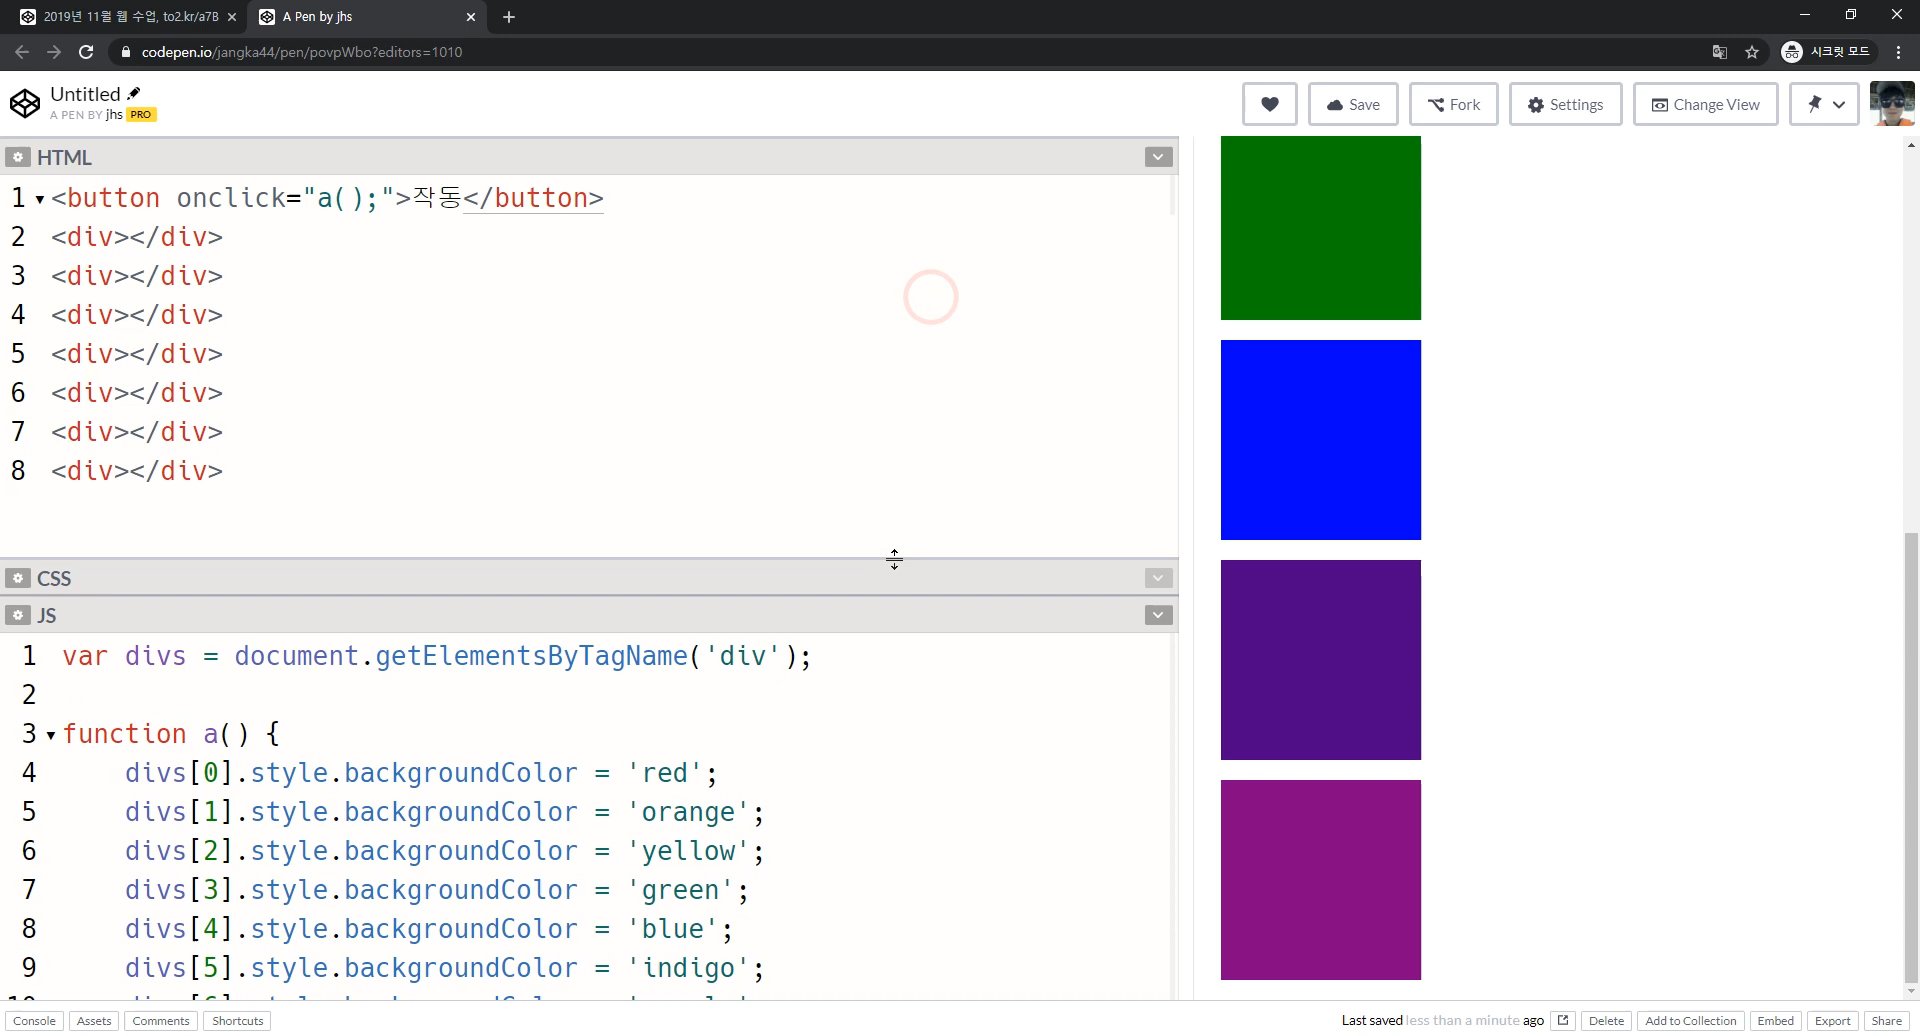 2019년 11월 웹 수업, to2.kr/a7B
A Pen by jhs
codepen.io/jangka44/pen/povpWbo?editors=1010
시크릿 모드
Untitled
A PEN BY jhs PRO
Save
Fork
Settings
Change View
HTML
1 <button onclick="a();">작동</button>
2 <div></div>
3 <div></div>
4 <div></div>
5 <div></div>
6 <div></div>
7 <div></div>
8 <div></div>
CSS
JS
1 var divs = document.getElementsByTagName('div');
2
3 function a() {
4 divs[0].style.backgroundColor = 'red';
5 divs[1].style.backgroundColor = 'orange';
6 divs[2].style.backgroundColor = 'yellow';
7 divs[3].style.backgroundColor = 'green';
8 divs[4].style.backgroundColor = 'blue';
9 divs[5].style.backgroundColor = 'indigo';
Console Assets Comments Shortcuts
Last saved less than a minute ago
Delete Add to Collection Embed Export Share